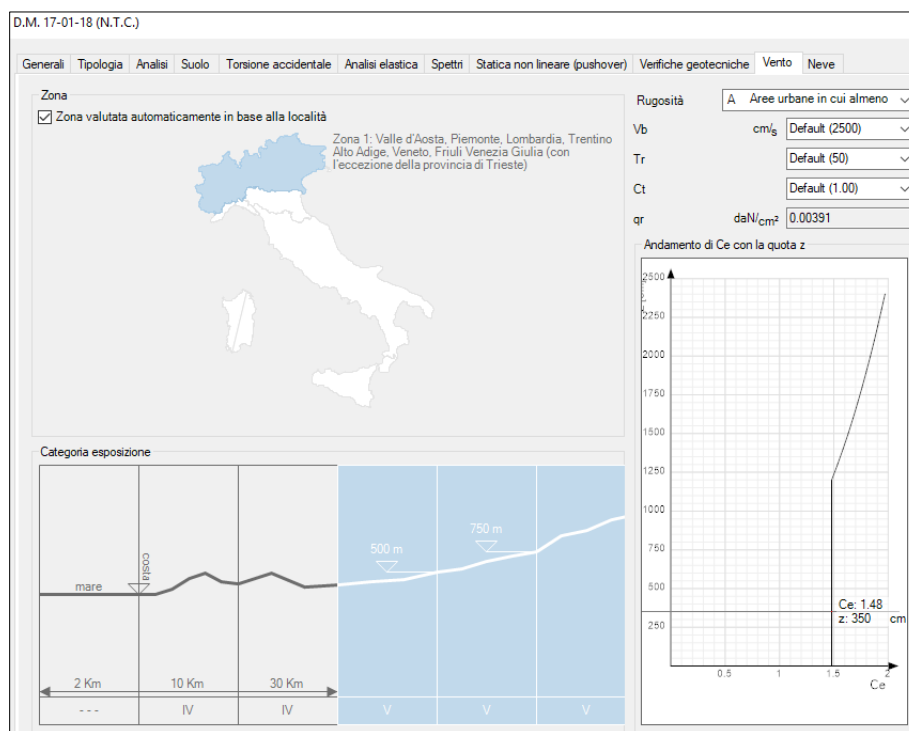 D.M. 17-01-18 (N.T.C.)
Generali Tipologia Analisi Suolo Torsione accidentale Analisi elastica Spettri Statica non lineare (pushover) Verifiche geotecniche Vento Neve
Zona
Zona valutata automaticamente in base alla località
Zona 1: Valle d'Aosta, Piemonte, Lombardia, Trentino
Alto Adige, Veneto, Friuli Venezia Giulia (con
l'eccezione della provincia di Trieste)
Rugosità A Aree urbane in cui almeno
Vb cm/s Default (2500)
Tr Default (50)
Ct Default (1.00)
qr daN/cm² 0.00391
Andamento di Ce con la quota z
2500
2250
2000
1750
1500
1250
1000
750
500
250
Ce: 1.48
z: 350 cm
0.5 1 1.5 2
Ce
Categoria esposizione
mare
costa
500 m
750 m
2 Km 10 Km 30 Km
--- IV IV V V V